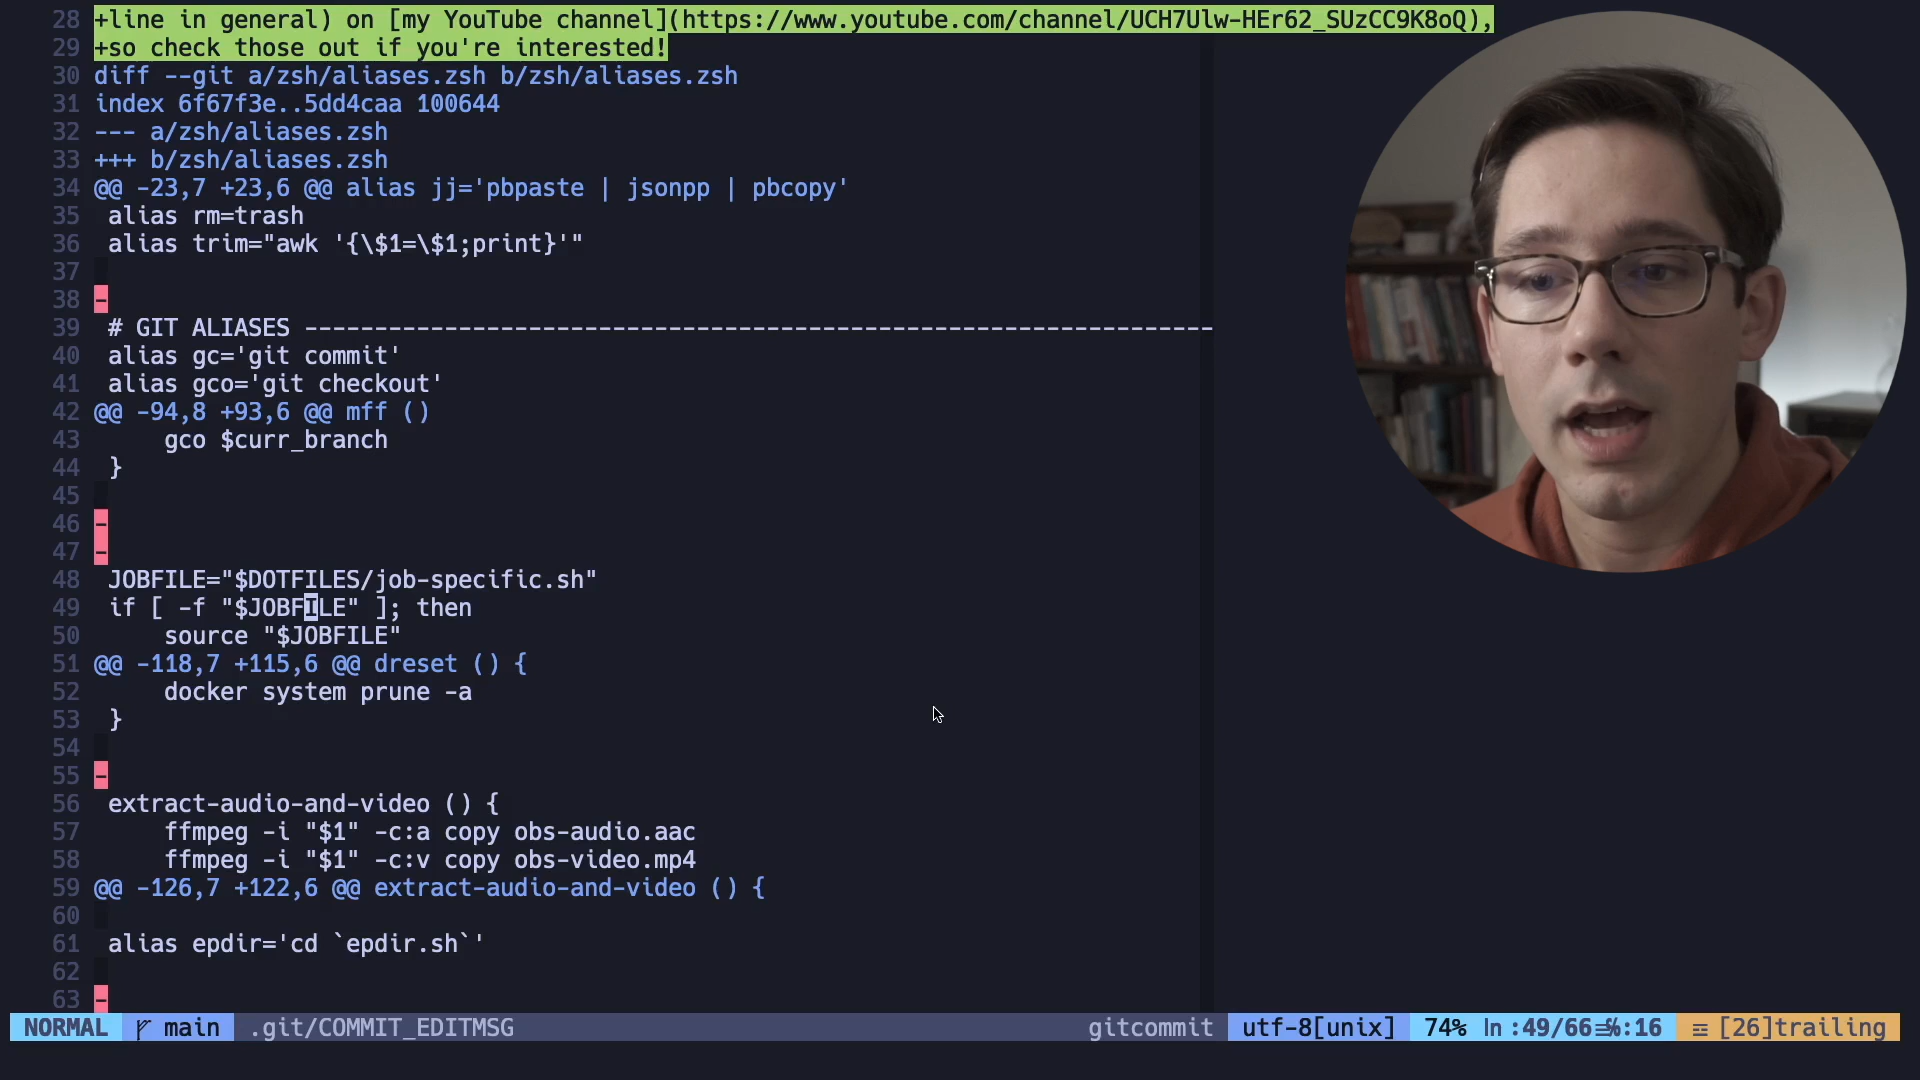 28 +line in general) on [my YouTube channel](https://www.youtube.com/channel/UCH7Ulw-HEr62_SUzCC9K8oQ),
29 +so check those out if you're interested!
30 diff --git a/zsh/aliases.zsh b/zsh/aliases.zsh
31 index 6f67f3e..5dd4caa 100644
32 --- a/zsh/aliases.zsh
33 +++ b/zsh/aliases.zsh
34 @@ -23,7 +23,6 @@ alias jj='pbpaste | jsonpp | pbcopy'
35  alias rm=trash
36  alias trim="awk '{\$1=\$1;print}'"
37
38 -
39  # GIT ALIASES -----------------------------------------------------------------
40  alias gc='git commit'
41  alias gco='git checkout'
42 @@ -94,8 +93,6 @@ mff ()
43      gco $curr_branch
44  }
45
46 -
47 -
48  JOBFILE="$DOTFILES/job-specific.sh"
49  if [ -f "$JOBFILE" ]; then
50      source "$JOBFILE"
51 @@ -118,7 +115,6 @@ dreset () {
52      docker system prune -a
53  }
54
55 -
56  extract-audio-and-video () {
57      ffmpeg -i "$1" -c:a copy obs-audio.aac
58      ffmpeg -i "$1" -c:v copy obs-video.mp4
59 @@ -126,7 +122,6 @@ extract-audio-and-video () {
60
61  alias epdir='cd `epdir.sh`'
62
63 -
NORMAL main .git/COMMIT_EDITMSG gitcommit utf-8[unix] 74% ln :49/66≡%:16 ☰ [26]trailing